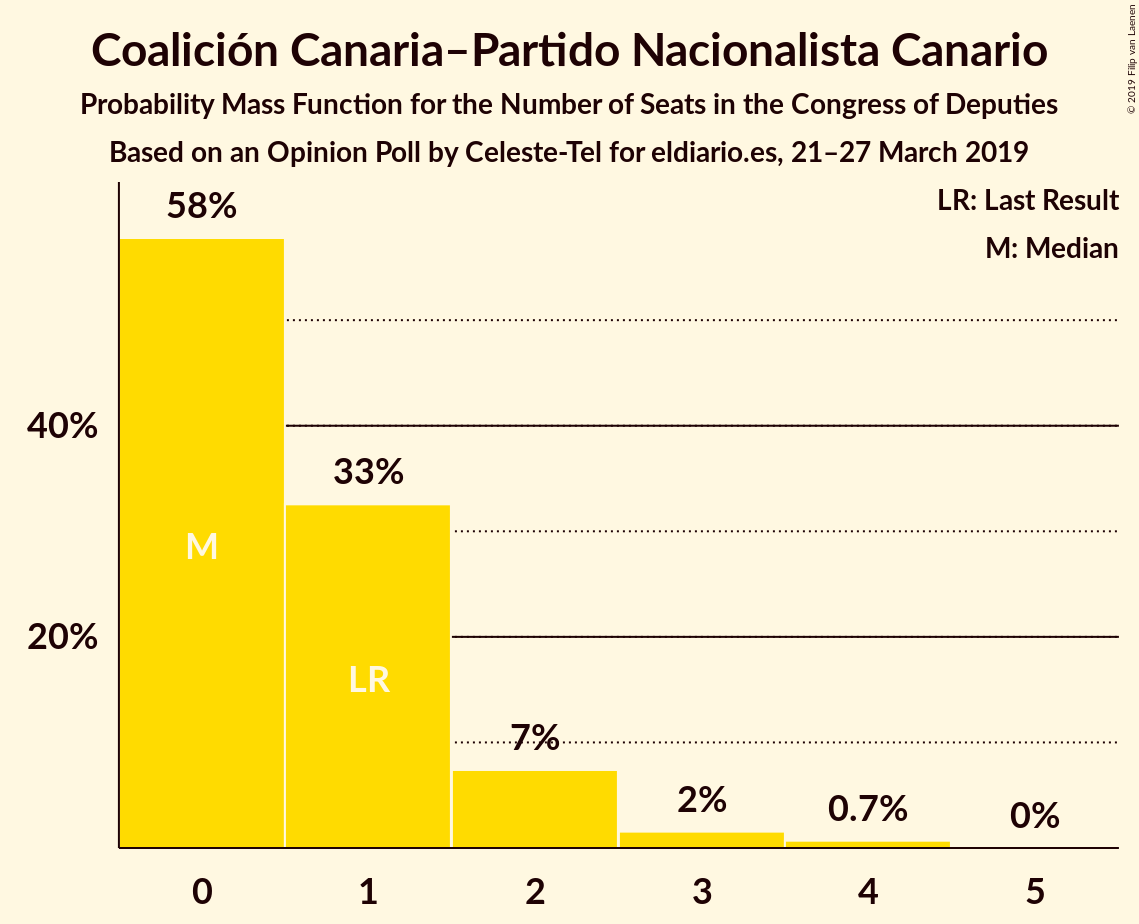 Coalición Canaria–Partido Nacionalista Canario
Probability Mass Function for the Number of Seats in the Congress of Deputies
Based on an Opinion Poll by Celeste-Tel for eldiario.es, 21–27 March 2019
© 2019 Filip van Laenen
LR: Last Result
M: Median
58%
40%
33%
M
20%
LR
7%
2%
0.7%
0%
0 1 2 3 4 5